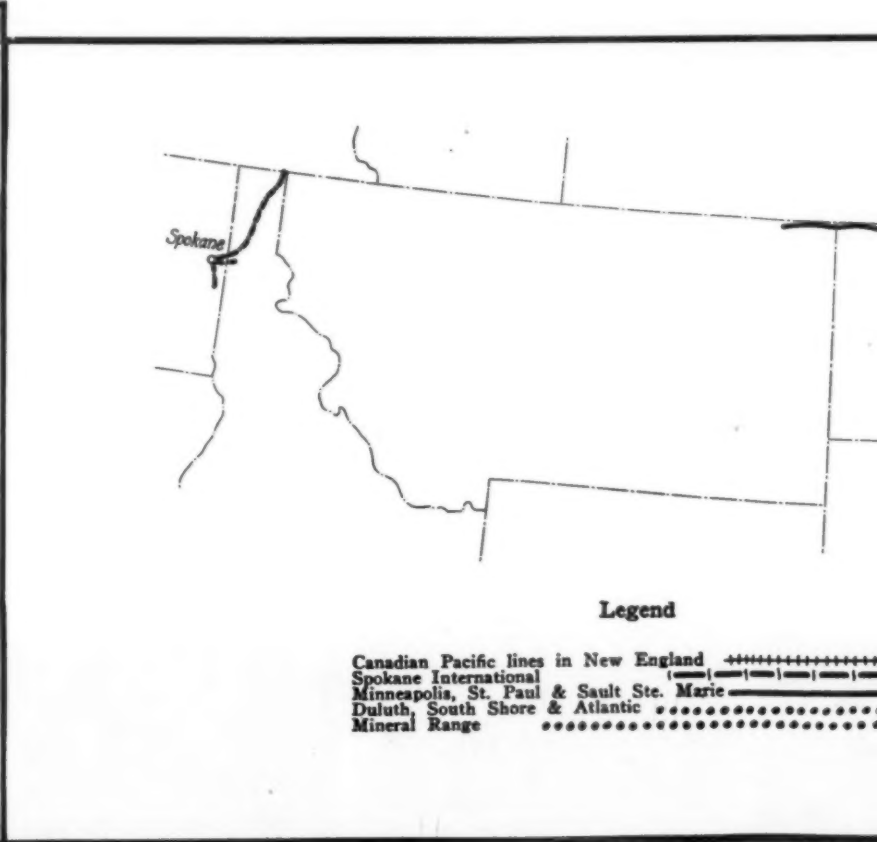 Spokane
Legend
Canadian Pacific lines in New England
Spokane International
Minneapolis, St. Paul & Sault Ste. Marie
Duluth, South Shore & Atlantic
Mineral Range